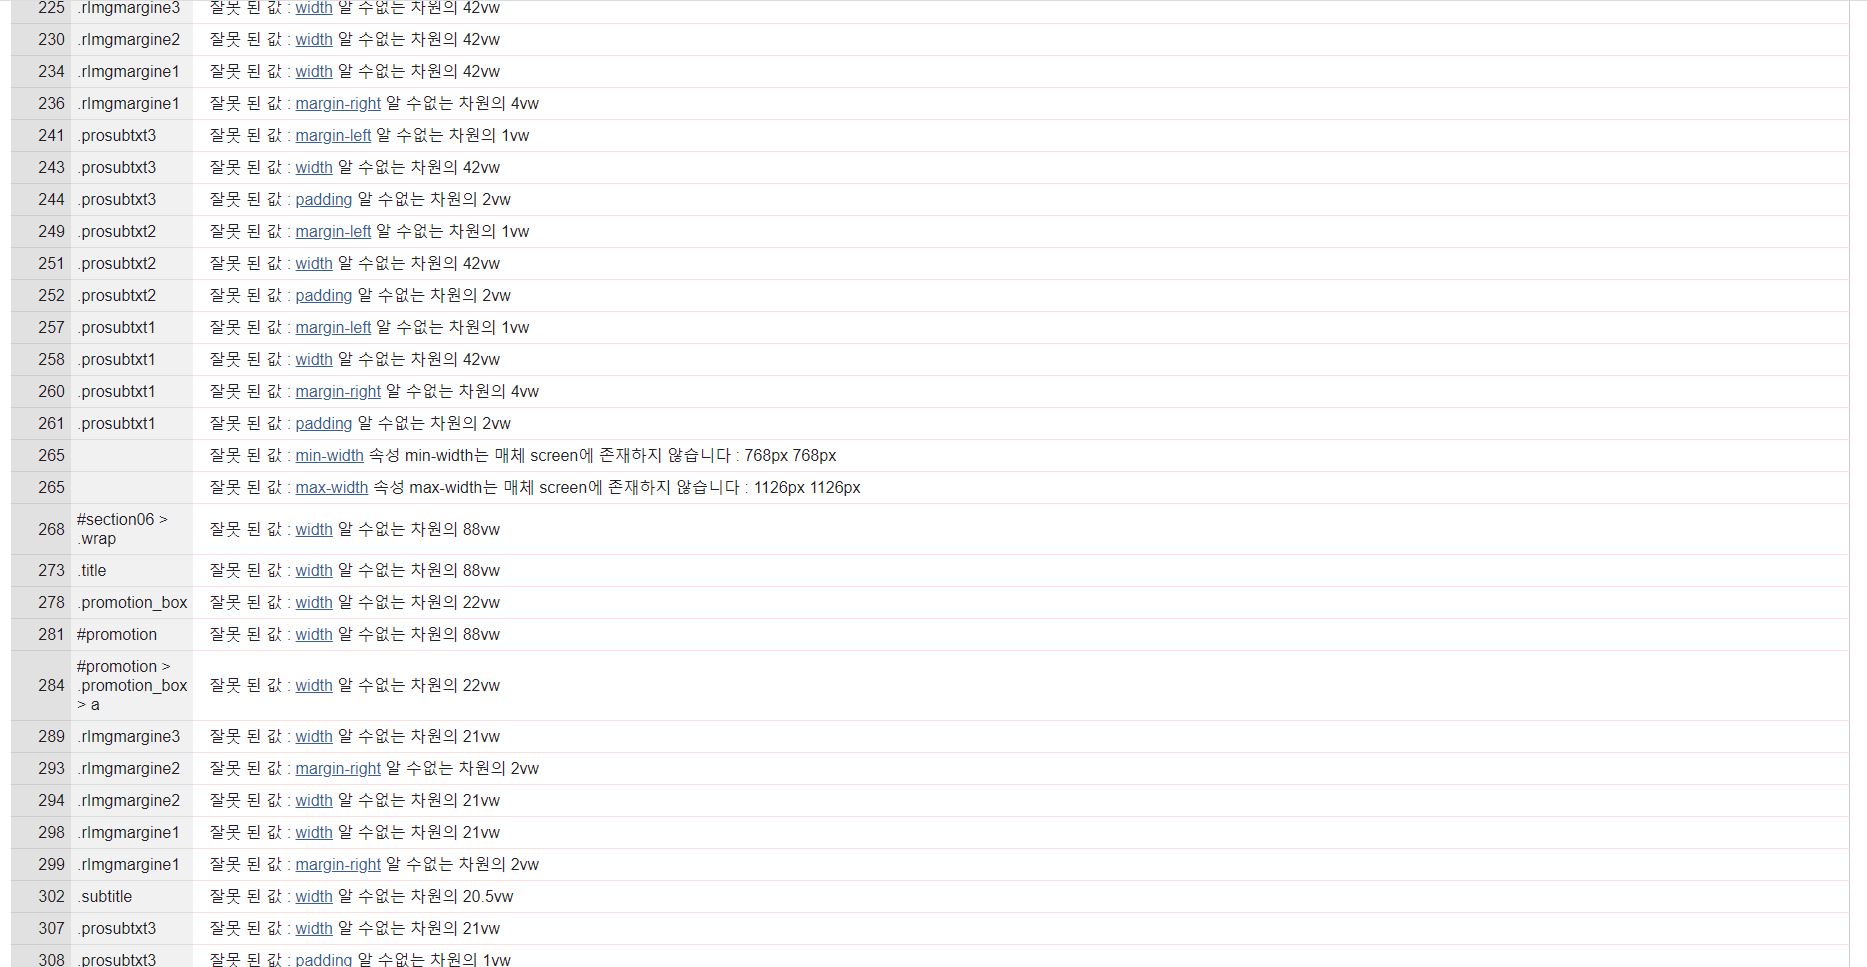 225 .rlmgmargine3 잘못 된 값 : width 알 수없는 차원의 42vw
230 .rlmgmargine2 잘못 된 값 : width 알 수없는 차원의 42vw
234 .rlmgmargine1 잘못 된 값 : width 알 수없는 차원의 42vw
236 .rlmgmargine1 잘못 된 값 : margin-right 알 수없는 차원의 4vw
241 .prosubtxt3 잘못 된 값 : margin-left 알 수없는 차원의 1vw
243 .prosubtxt3 잘못 된 값 : width 알 수없는 차원의 42vw
244 .prosubtxt3 잘못 된 값 : padding 알 수없는 차원의 2vw
249 .prosubtxt2 잘못 된 값 : margin-left 알 수없는 차원의 1vw
251 .prosubtxt2 잘못 된 값 : width 알 수없는 차원의 42vw
252 .prosubtxt2 잘못 된 값 : padding 알 수없는 차원의 2vw
257 .prosubtxt1 잘못 된 값 : margin-left 알 수없는 차원의 1vw
258 .prosubtxt1 잘못 된 값 : width 알 수없는 차원의 42vw
260 .prosubtxt1 잘못 된 값 : margin-right 알 수없는 차원의 4vw
261 .prosubtxt1 잘못 된 값 : padding 알 수없는 차원의 2vw
265 잘못 된 값 : min-width 속성 min-width는 매체 screen에 존재하지 않습니다 : 768px 768px
265 잘못 된 값 : max-width 속성 max-width는 매체 screen에 존재하지 않습니다 : 1126px 1126px
268 #section06 >
.wrap
잘못 된 값 : width 알 수없는 차원의 88vw
273 .title 잘못 된 값 : width 알 수없는 차원의 88vw
278 .promotion_box 잘못 된 값 : width 알 수없는 차원의 22vw
281 #promotion 잘못 된 값 : width 알 수없는 차원의 88vw
284 #promotion >
.promotion_box
> a
잘못 된 값 : width 알 수없는 차원의 22vw
289 .rlmgmargine3 잘못 된 값 : width 알 수없는 차원의 21vw
293 .rlmgmargine2 잘못 된 값 : margin-right 알 수없는 차원의 2vw
294 .rlmgmargine2 잘못 된 값 : width 알 수없는 차원의 21vw
298 .rlmgmargine1 잘못 된 값 : width 알 수없는 차원의 21vw
299 .rlmgmargine1 잘못 된 값 : margin-right 알 수없는 차원의 2vw
302 .subtitle 잘못 된 값 : width 알 수없는 차원의 20.5vw
307 .prosubtxt3 잘못 된 값 : width 알 수없는 차원의 21vw
308 .prosubtxt3 잘못 된 값 : padding 알 수없는 차원의 1vw